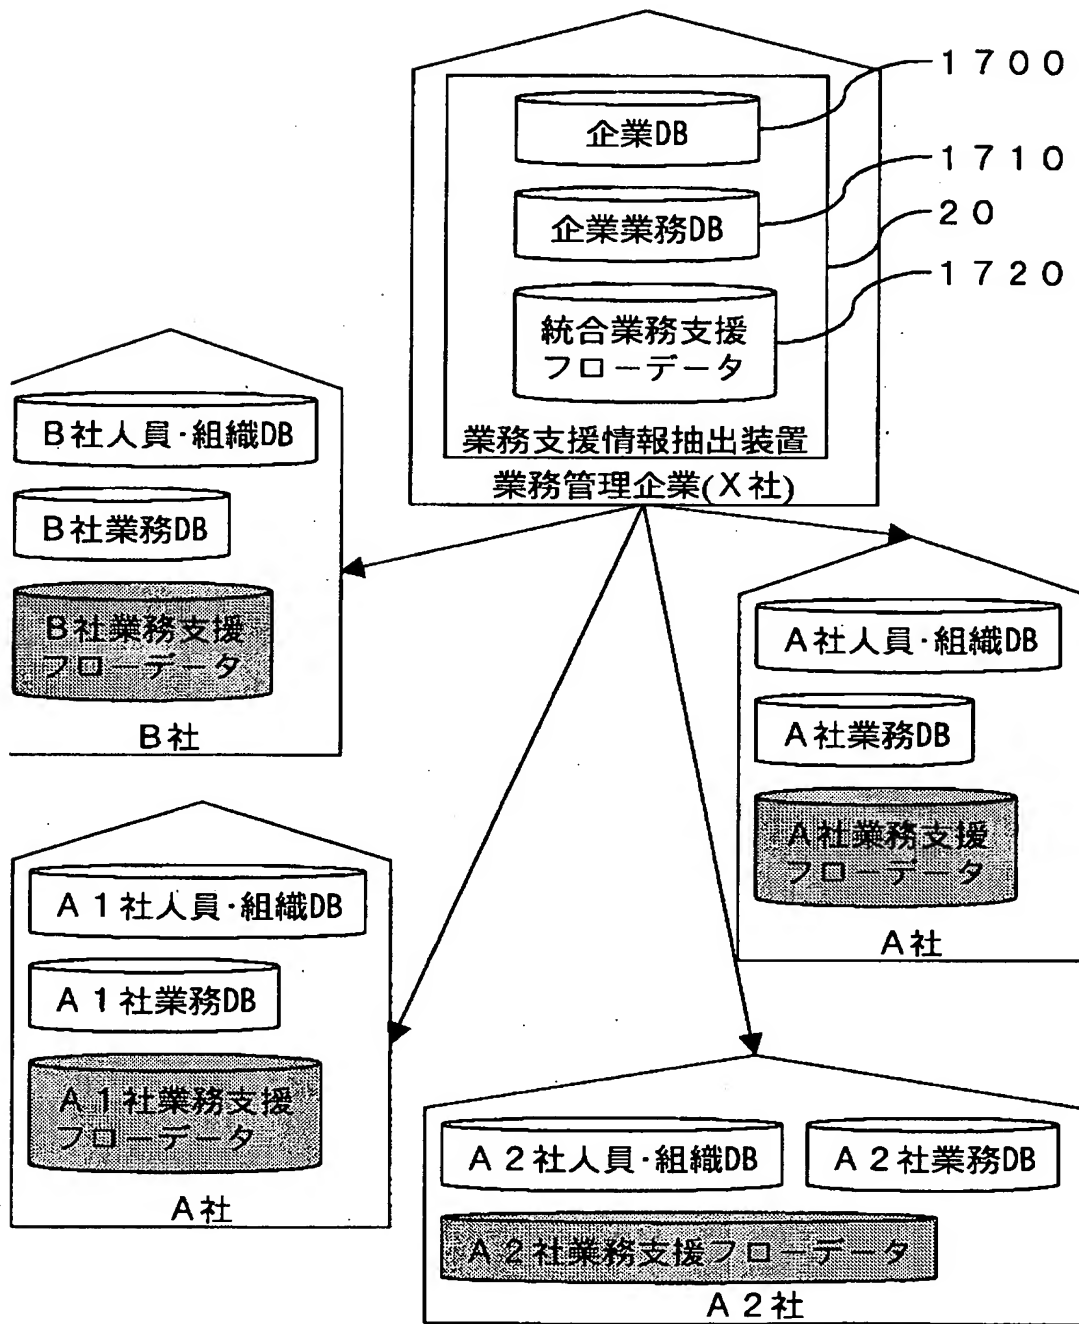 企業DB
1700
企業業務DB
1710
20
統合業務支援
フローデータ
1720
業務支援情報抽出装置
業務管理企業(X社)
B社人員・組織DB
B社業務DB
B社業務支援
フローデータ
B社
A社人員・組織DB
A社業務DB
A社業務支援
フローデータ
A社
A1社人員・組織DB
A1社業務DB
A1社業務支援
フローデータ
A社
A2社人員・組織DB
A2社業務DB
A2社業務支援フローデータ
A2社